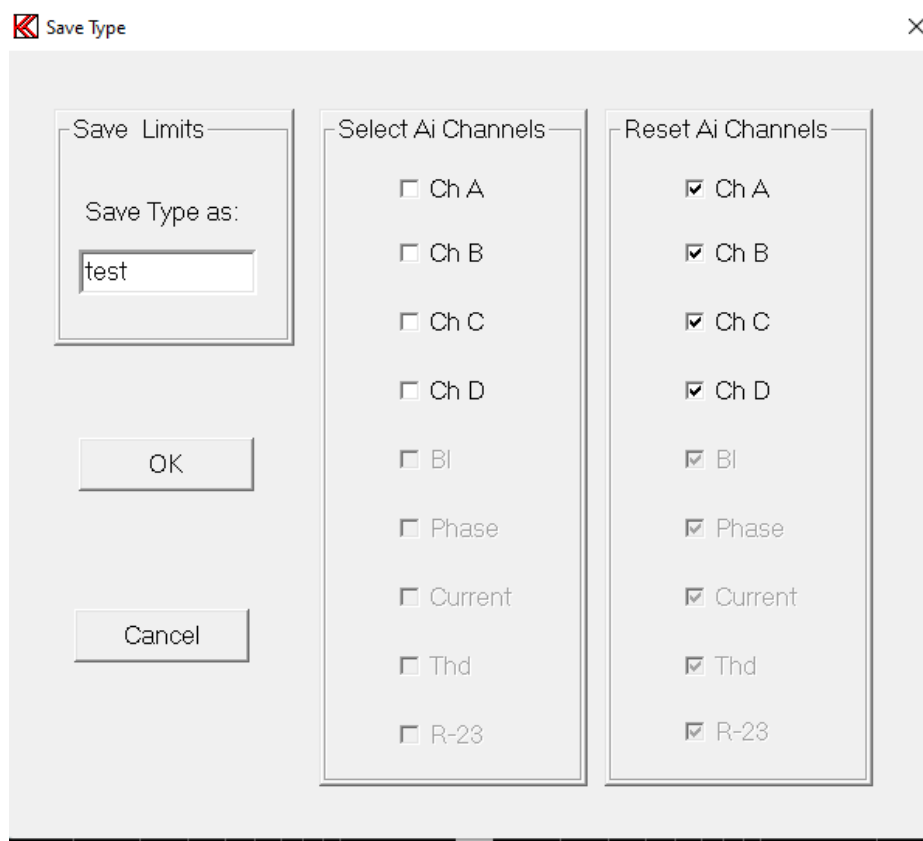 Save Type
Save Limits
Save Type as:
test
OK
Cancel
Select Ai Channels
Ch A
Ch B
Ch C
Ch D
BI
Phase
Current
Thd
R-23
Reset Ai Channels
Ch A
Ch B
Ch C
Ch D
BI
Phase
Current
Thd
R-23